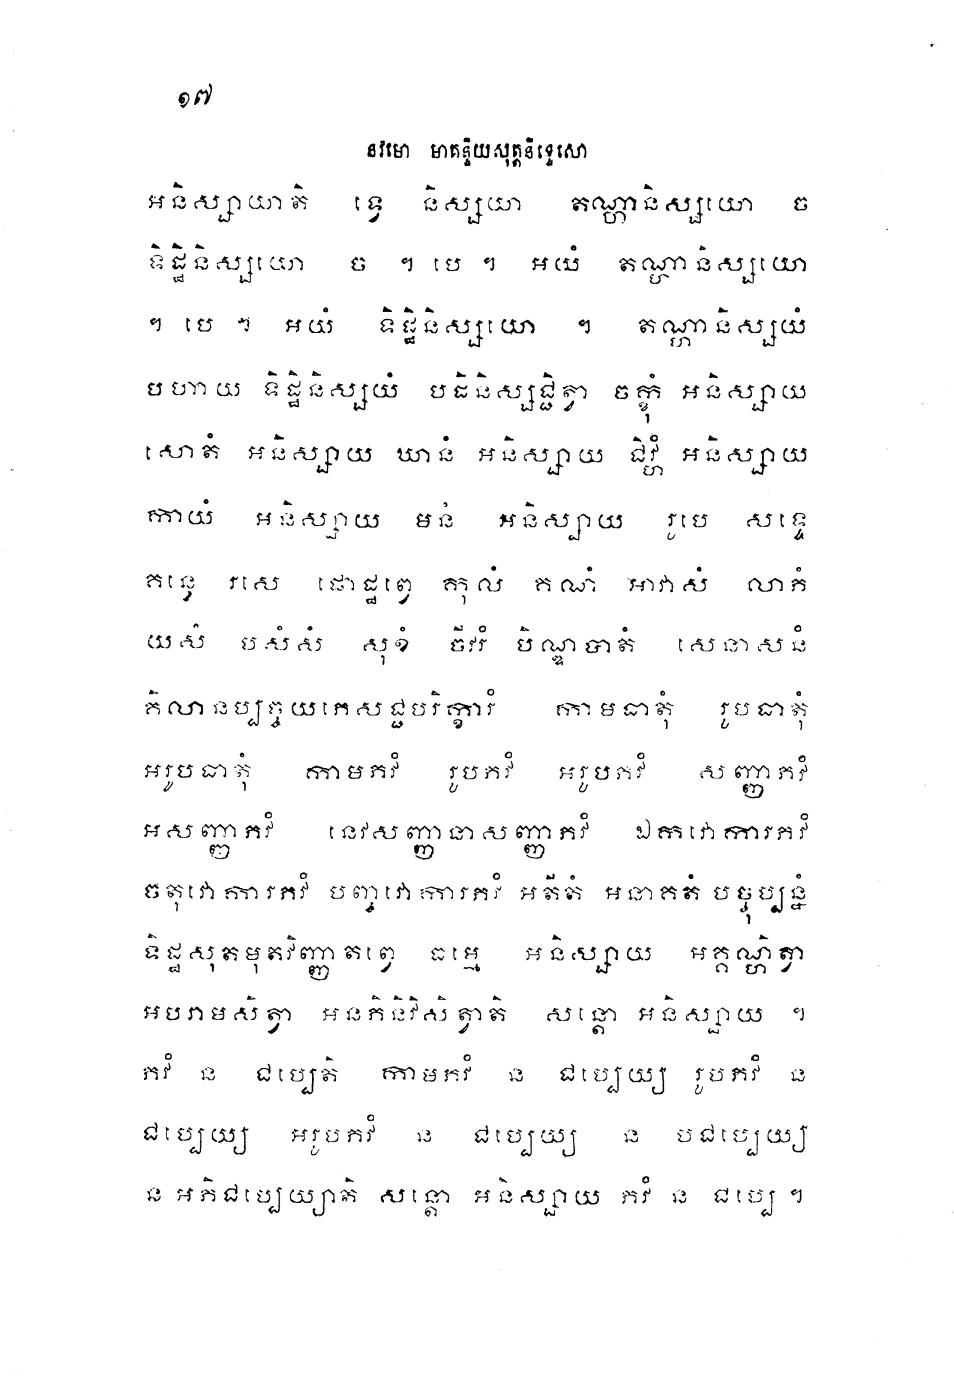 ១៧
នវមោ មាគន្ទិយសុត្តនិទ្ទេសោ
អនិស្សាយាតិ ទ្វេ និស្សយា តណ្ហានិស្សយោ ច
ទិដ្ឋិនិស្សយោ ច ។ បេ ។ អយំ តណ្ហានិស្សយោ
។ បេ ។ អយំ ទិដ្ឋិនិស្សយោ ។ តណ្ហានិស្សយំ
បហាយ ទិដ្ឋិនិស្សយំ បដិនិស្សជ្ជិត្វា ចក្ខុំ អនិស្សាយ
សោតំ អនិស្សាយ ឃានំ អនិស្សាយ ជិវ្ហំ អនិស្សាយ
កាយំ អនិស្សាយ មនំ អនិស្សាយ រូបេ សទ្ទេ
គន្ធេ រសេ ផោដ្ឋព្វេ កុលំ គណំ អាវាសំ លាភំ
យសំ បសំសំ សុខំ ចីវរំ បិណ្ឌបាតំ សេនាសនំ
គិលានប្បច្ចយភេសជ្ជបរិក្ខារំ កាមធាតុំ រូបធាតុំ
អរូបធាតុំ កាមភវំ រូបភវំ អរូបភវំ សញ្ញាភវំ
អសញ្ញាភវំ នេវសញ្ញានាសញ្ញាភវំ ឯកវោការភវំ
ចតុវោការភវំ បញ្ចវោការភវំ អតីតំ អនាគតំ បច្ចុប្បន្នំ
ទិដ្ឋសុតមុតវិញ្ញាតព្វេ ធម្មេ អនិស្សាយ អគ្គណ្ហិត្វា
អបរាមសិត្វា អនភិនិវិសិត្វាតិ សន្តោ អនិស្សាយ ។
ភវំ ន ជប្បេតិ កាមភវំ ន ជប្បេយ្យ រូបភវំ ន
ជប្បេយ្យ អរូបភវំ ន ជប្បេយ្យ ន បជប្បេយ្យ
ន អភិជប្បេយ្យាតិ សន្តោ អនិស្សាយ ភវំ ន ជប្បេ ។